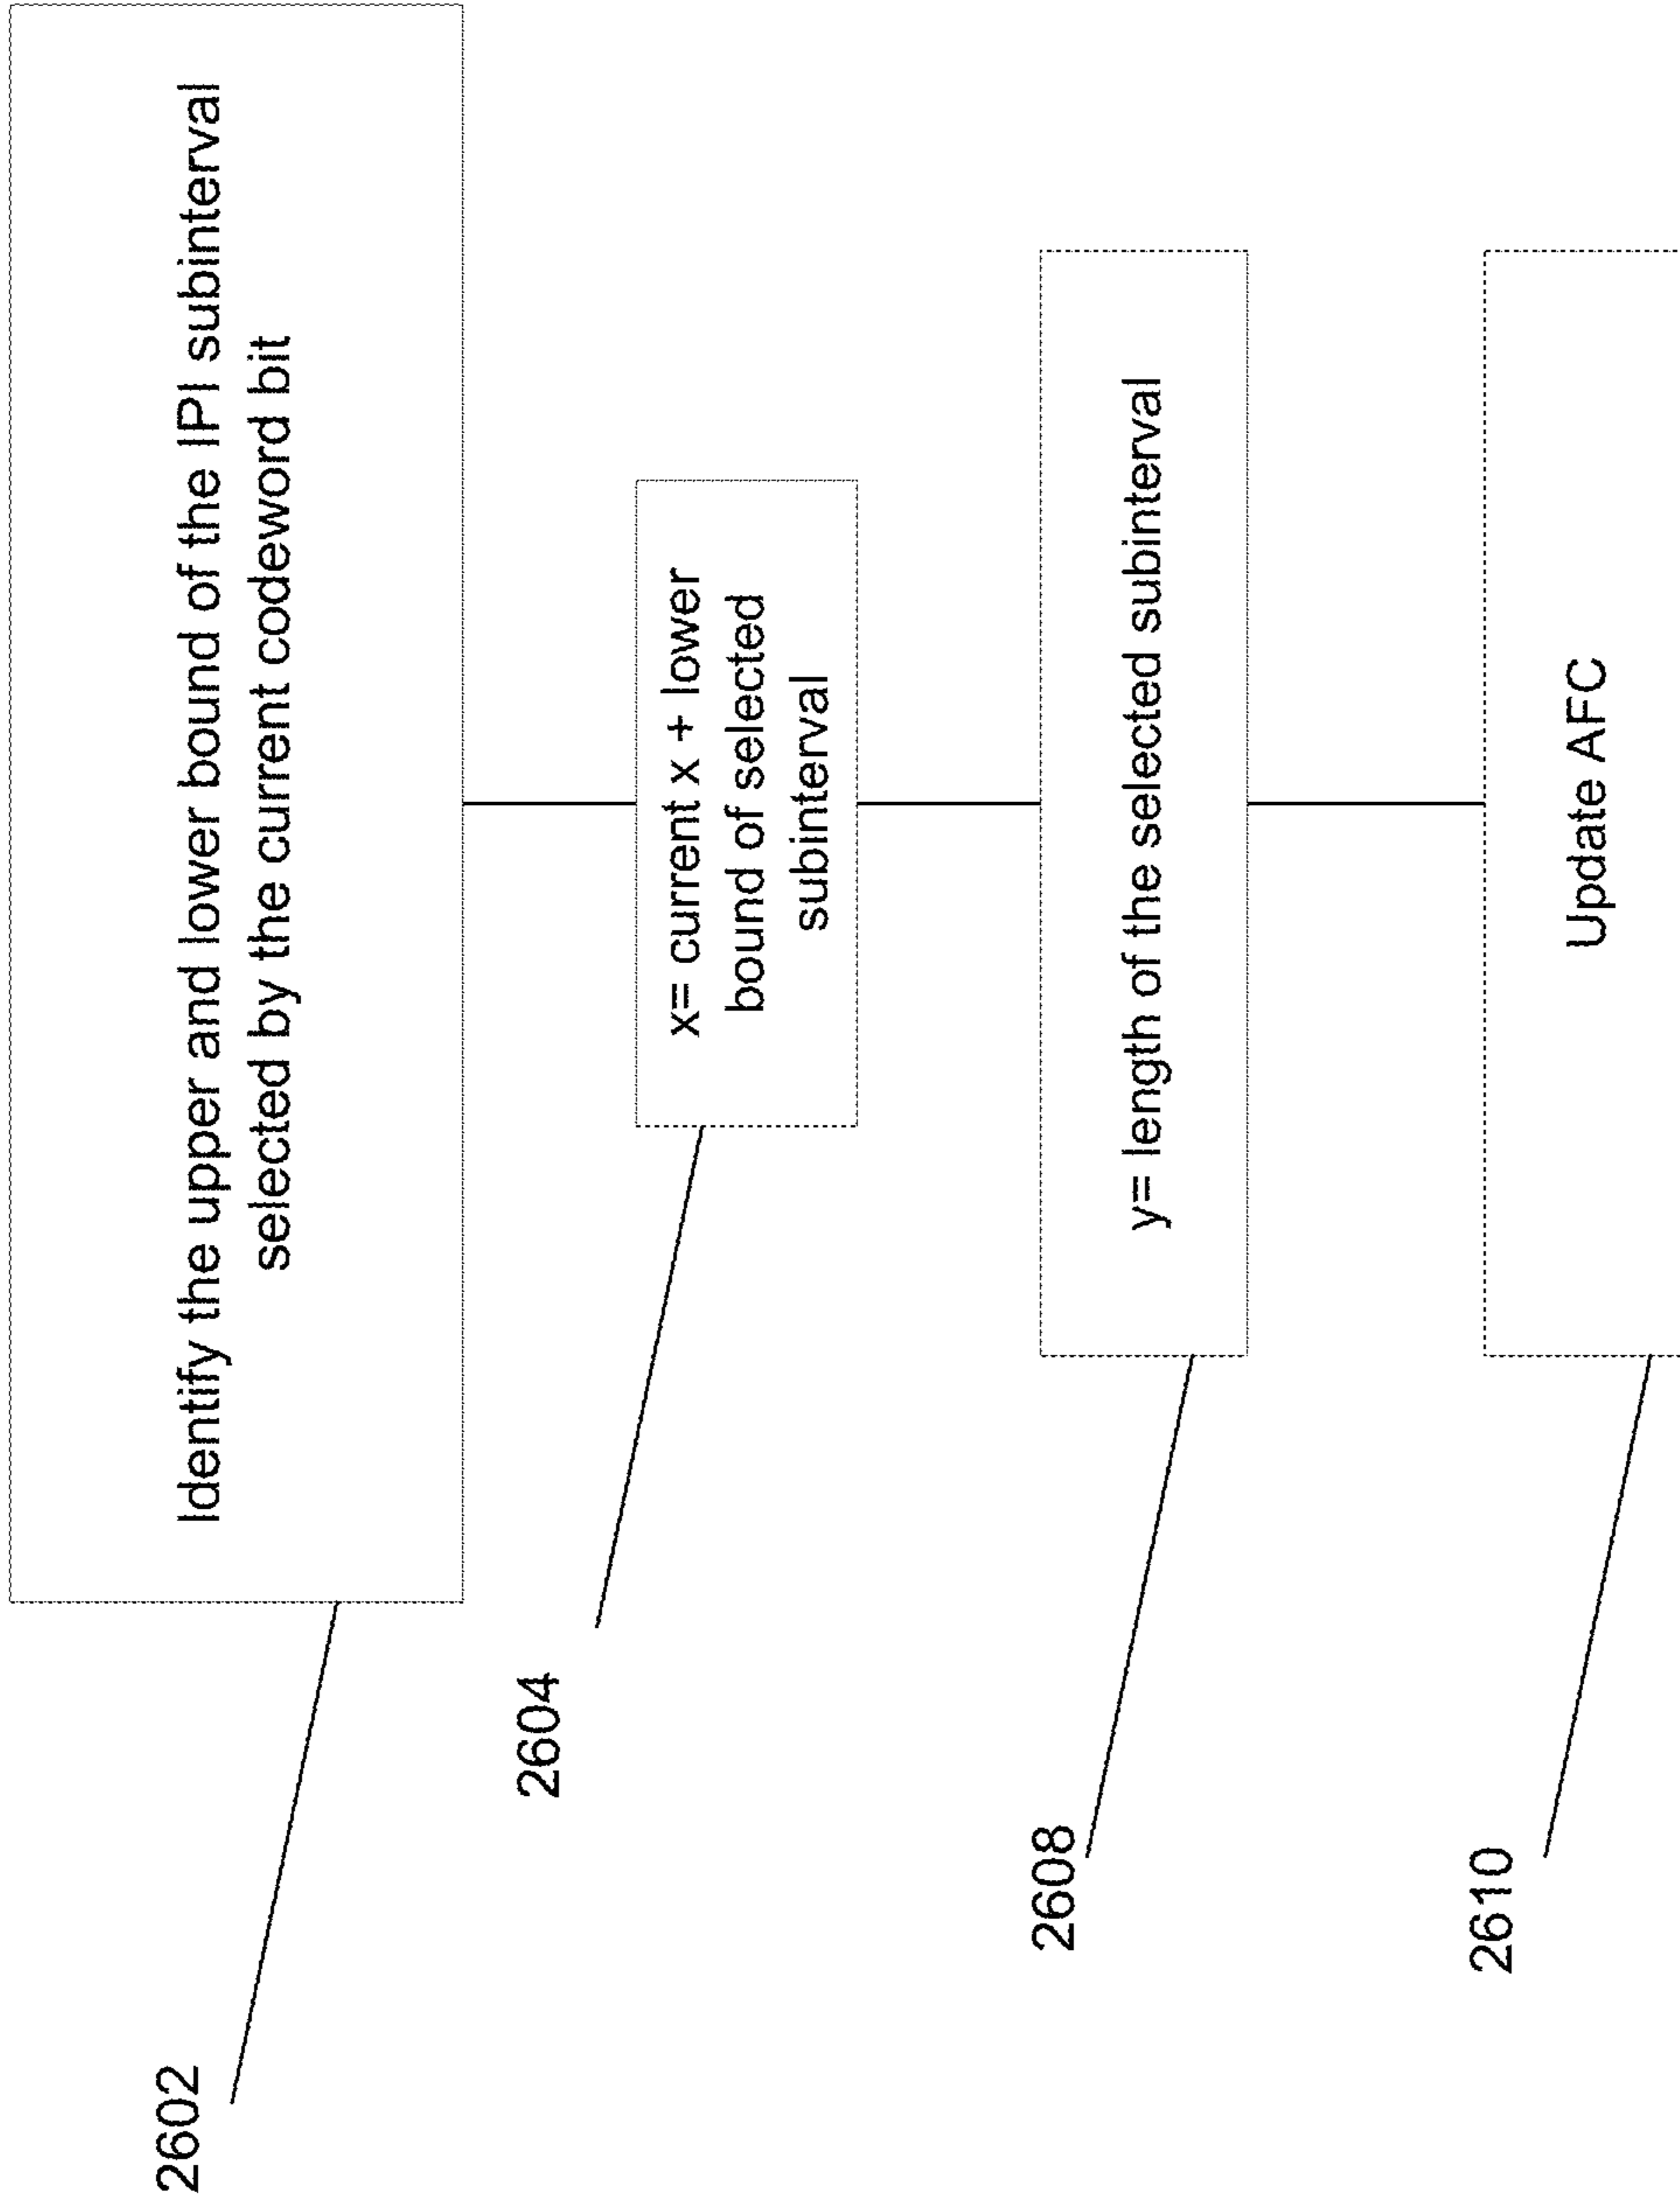 2602
Identify the upper and lower bound of the IPI subinterval
selected by the current codeword bit
2604
x= current x + lower
bound of selected
subinterval
2608
y= length of the selected subinterval
2610
Update AFC